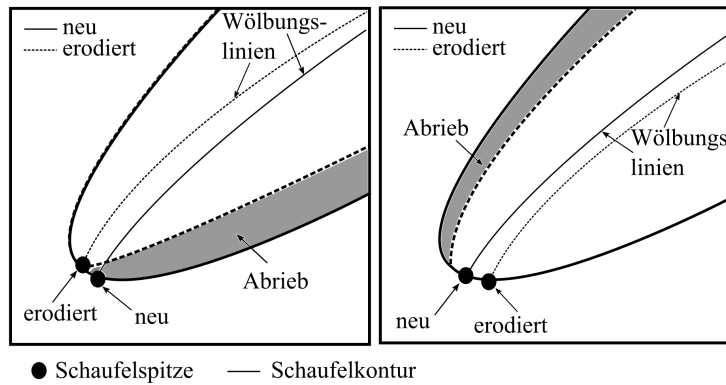 neu
erodiert
Wölbungs-
linien
Abrieb
erodiert
neu
neu
erodiert
Abrieb
Wölbungs
linien
neu
erodiert
Schaufelspitze
Schaufelkontur